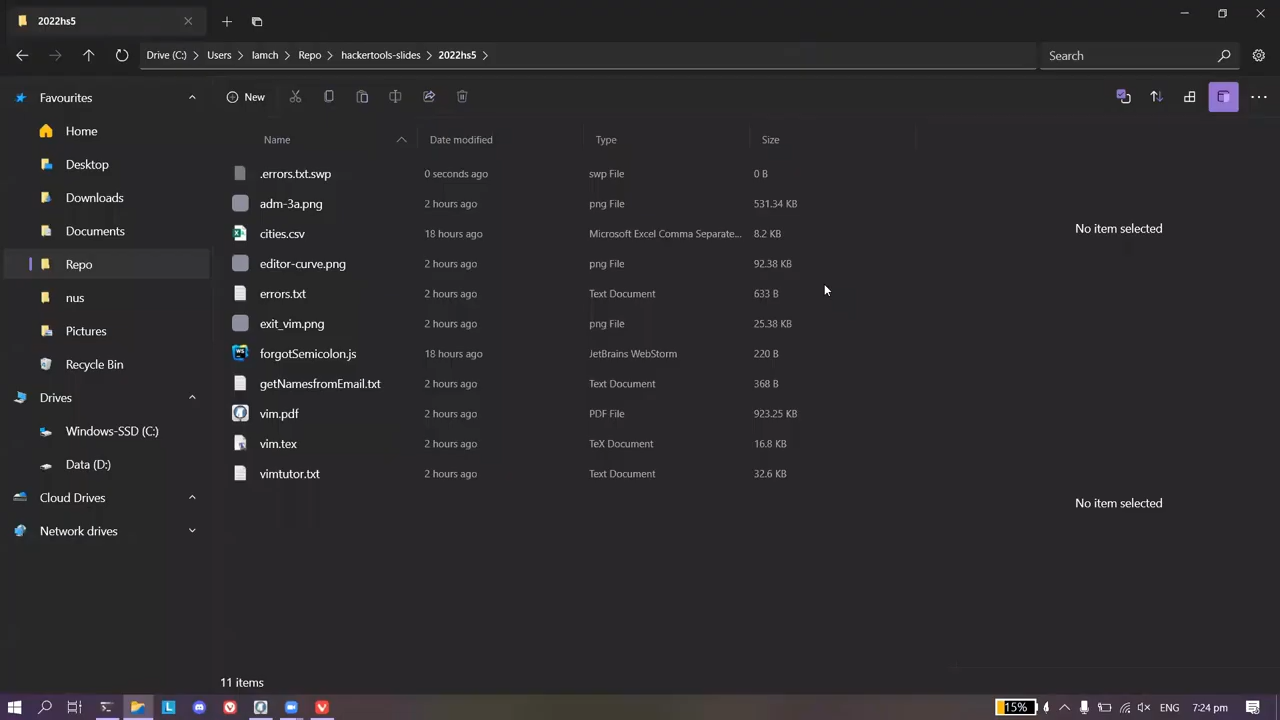 2022hs5
Drive (C:) Users lamch Repo hackertools-slides 2022hs5 Search
Favourites New
Home Name Date modified Type Size
Desktop .errors.txt.swp 0 seconds ago swp File 0 B
adm-3a.png 2 hours ago png File 531.34 KB
Downloads
cities.csv 18 hours ago Microsoft Excel Comma Separate... 8.2 KB No item selected
Documents
Repo editor-curve.png 2 hours ago png File 92.38 KB
nus errors.txt 2 hours ago Text Document 633 B
Pictures exit_vim.png 2 hours ago png File 25.38 KB
Recycle Bin forgotSemicolon.js 18 hours ago JetBrains WebStorm 220 B
getNamesfromEmail.txt 2 hours ago Text Document 368 B
Drives
vim.pdf 2 hours ago PDF File 923.25 KB
Windows-SSD (C:)
vim.tex 2 hours ago TeX Document 16.8 KB
Data (D:)
vimtutor.txt 2 hours ago Text Document 32.6 KB
Cloud Drives No item selected
Network drives
11 items
15% ENG 7:24 pm